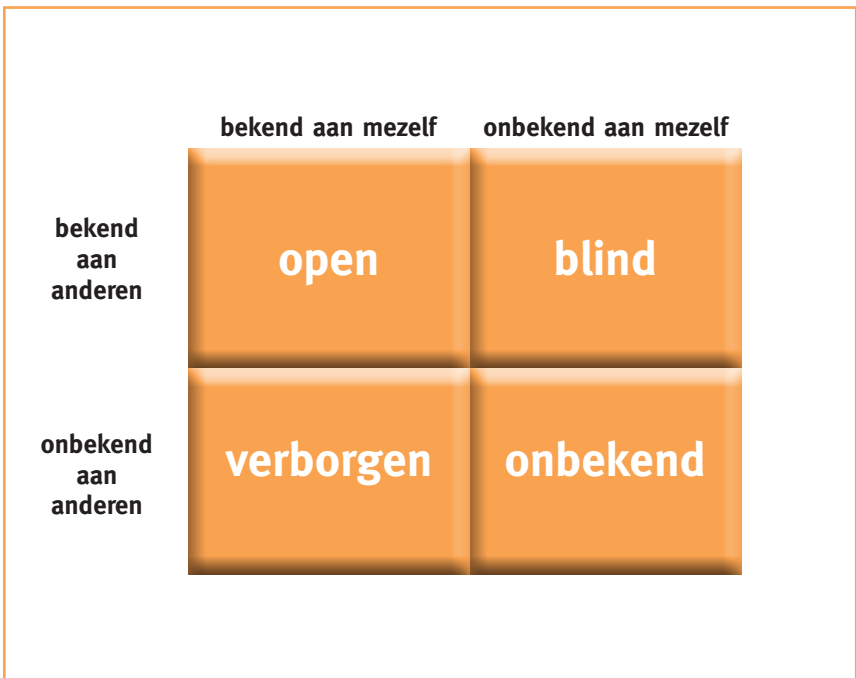 bekend aan mezelf onbekend aan mezelf
bekend
aan
anderen
open blind
onbekend
aan
anderen
verborgen onbekend